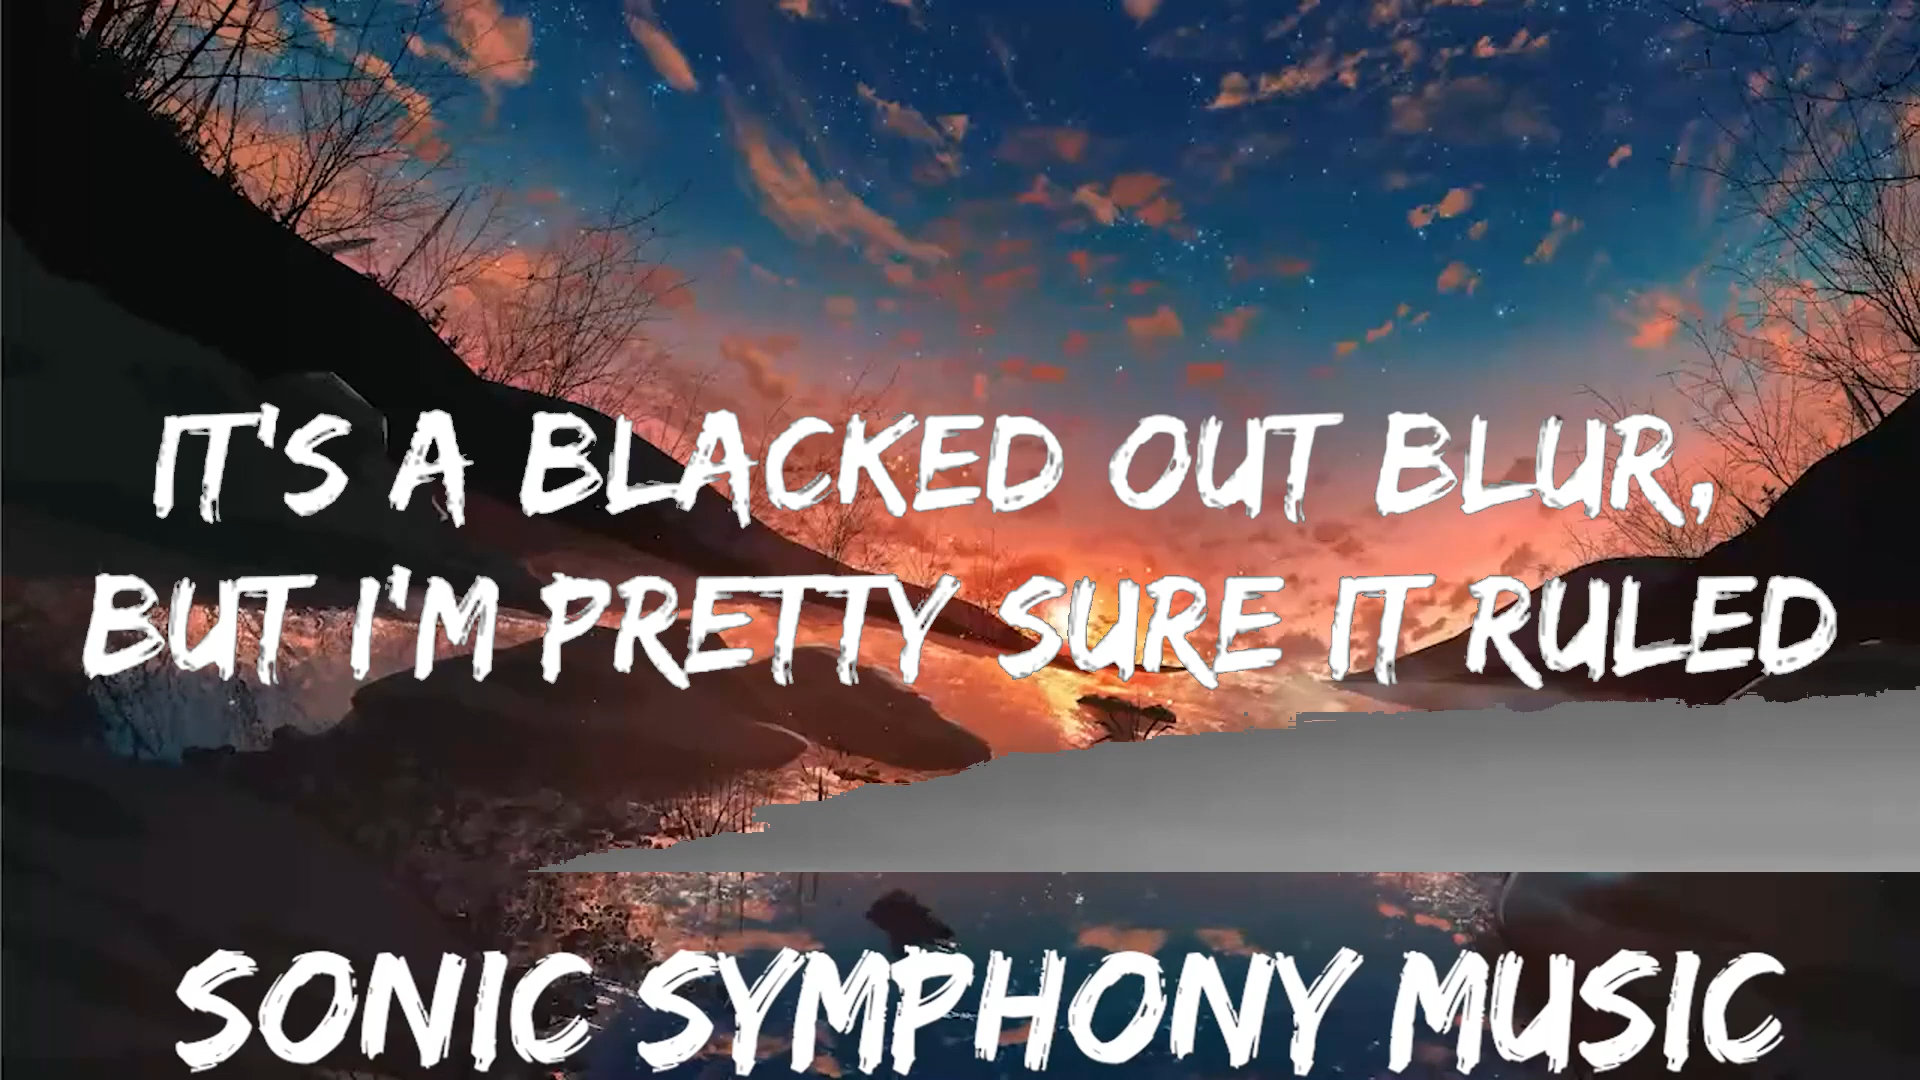 IT'S A BLACKED OUT BLUR,
BUT I'M PRETTY SURE IT RULED
SONIC SYMPHONY MUSIC